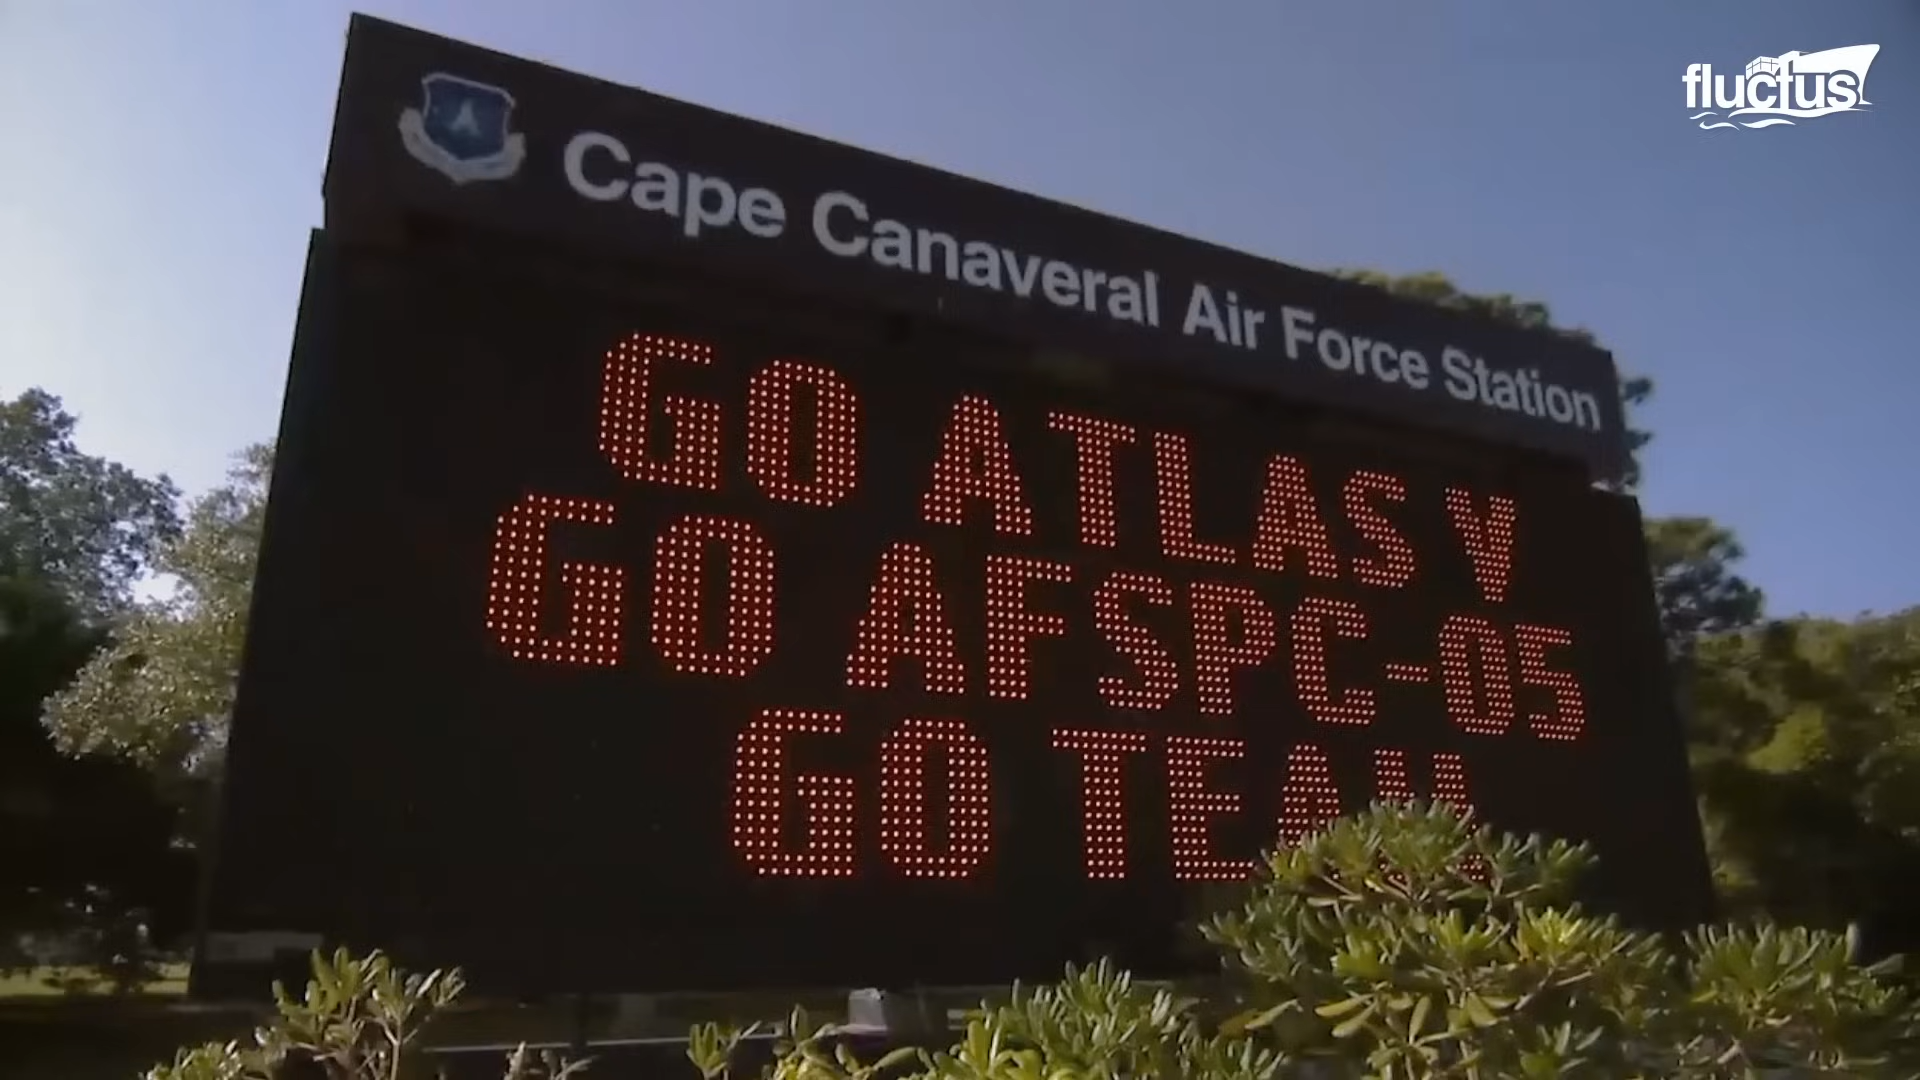 fluctus
Cape Canaveral Air Force Station
GO ATLAS V
GO AFSPC-05
GO TEAM